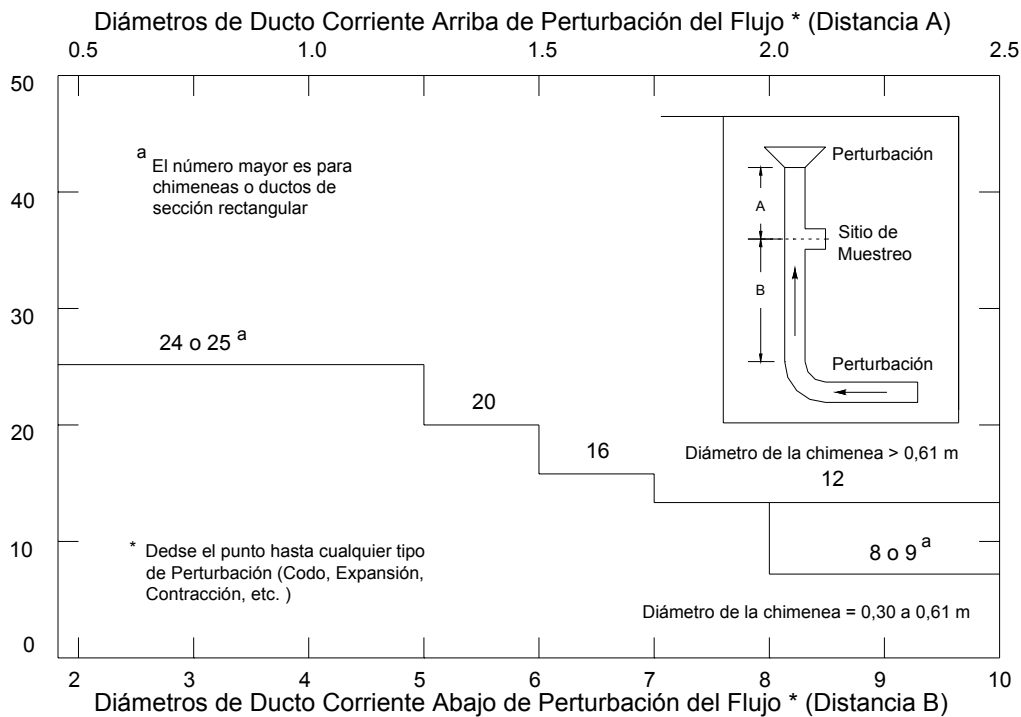 Diámetros de Ducto Corriente Arriba de Perturbación del Flujo * (Distancia A)
0.5 1.0 1.5 2.0 2.5
50
40
30
20
10
0
a El número mayor es para
chimeneas o ductos de
sección rectangular
Perturbación
A
Sitio de
Muestreo
B
Perturbación
24 o 25 a
20
16
Diámetro de la chimenea > 0,61 m
12
8 o 9 a
* Dedse el punto hasta cualquier tipo
de Perturbación (Codo, Expansión,
Contracción, etc. )
Diámetro de la chimenea = 0,30 a 0,61 m
2 3 4 5 6 7 8 9 10
Diámetros de Ducto Corriente Abajo de Perturbación del Flujo * (Distancia B)